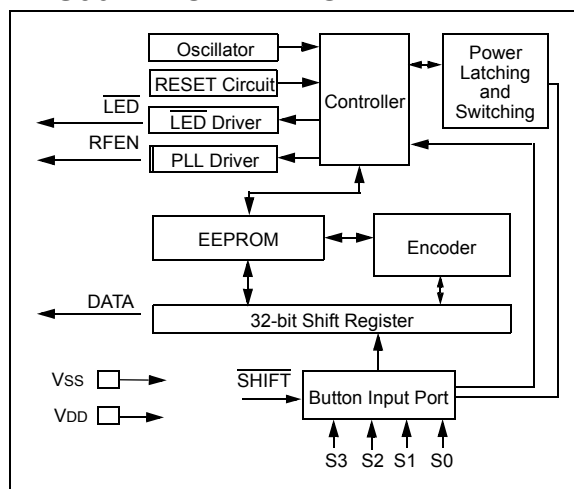 Oscillator
RESET Circuit
LED
LED Driver
RFEN
PLL Driver
Controller
Power
Latching
and
Switching
EEPROM
Encoder
DATA
32-bit Shift Register
VSS
VDD
SHIFT
Button Input Port
S3 S2 S1 S0